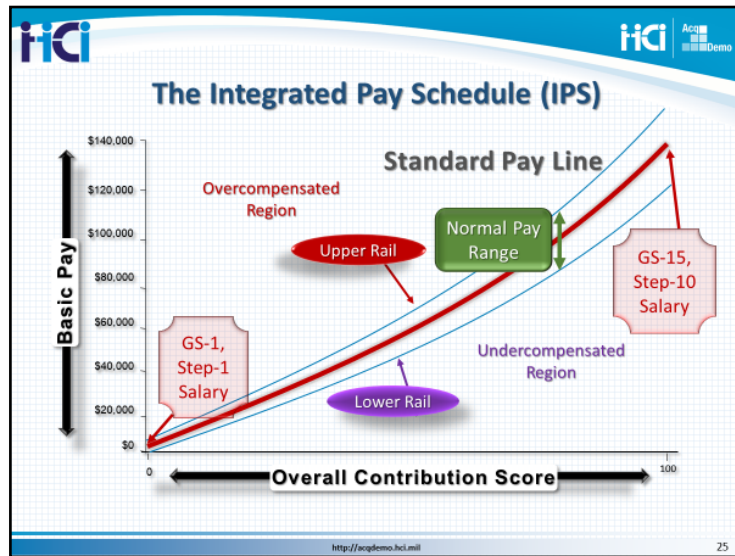 HCi
HCi
Acq
Demo
The Integrated Pay Schedule (IPS)
$140,000
$120,000
$100,000
$80,000
$60,000
$40,000
$20,000
$0
Basic Pay
Standard Pay Line
Overcompensated
Region
Upper Rail
Normal Pay
Range
GS-15,
Step-10
Salary
GS-1,
Step-1
Salary
Undercompensated
Region
Lower Rail
0
Overall Contribution Score
100
http://acqdemo.hci.mil
25